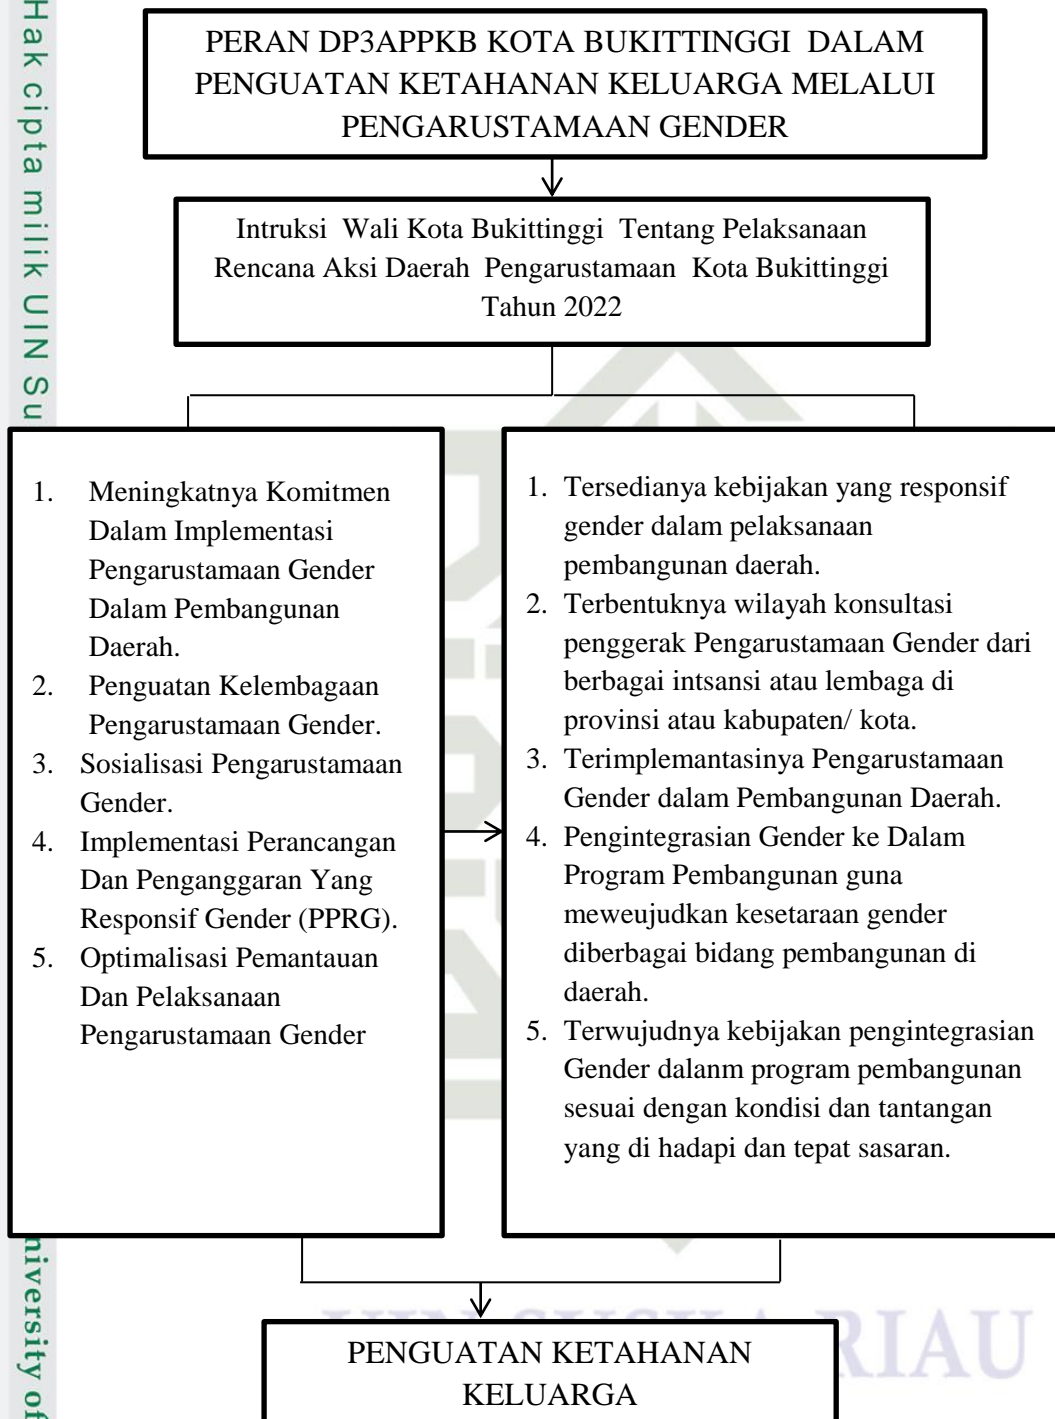 Hak cipta milik UIN Su
PERAN DP3APPKB KOTA BUKITTINGGI DALAM
PENGUATAN KETAHANAN KELUARGA MELALUI
PENGARUSTAMAAN GENDER
Intruksi Wali Kota Bukittinggi Tentang Pelaksanaan
Rencana Aksi Daerah Pengarustamaan Kota Bukittinggi
Tahun 2022
1. Meningkatnya Komitmen
Dalam Implementasi
Pengarustamaan Gender
Dalam Pembangunan
Daerah.
2. Penguatan Kelembagaan
Pengarustamaan Gender.
3. Sosialisasi Pengarustamaan
Gender.
4. Implementasi Perancangan
Dan Penganggaran Yang
Responsif Gender (PPRG).
5. Optimalisasi Pemantauan
Dan Pelaksanaan
Pengarustamaan Gender
1. Tersedianya kebijakan yang responsif
gender dalam pelaksanaan
pembangunan daerah.
2. Terbentuknya wilayah konsultasi
penggerak Pengarustamaan Gender dari
berbagai intsansi atau lembaga di
provinsi atau kabupaten/ kota.
3. Terimplemantasinya Pengarustamaan
Gender dalam Pembangunan Daerah.
4. Pengintegrasian Gender ke Dalam
Program Pembangunan guna
meweujudkan kesetaraan gender
diberbagai bidang pembangunan di
daerah.
5. Terwujudnya kebijakan pengintegrasian
Gender dalanm program pembangunan
sesuai dengan kondisi dan tantangan
yang di hadapi dan tepat sasaran.
niversity of
RIAU
PENGUATAN KETAHANAN
KELUARGA